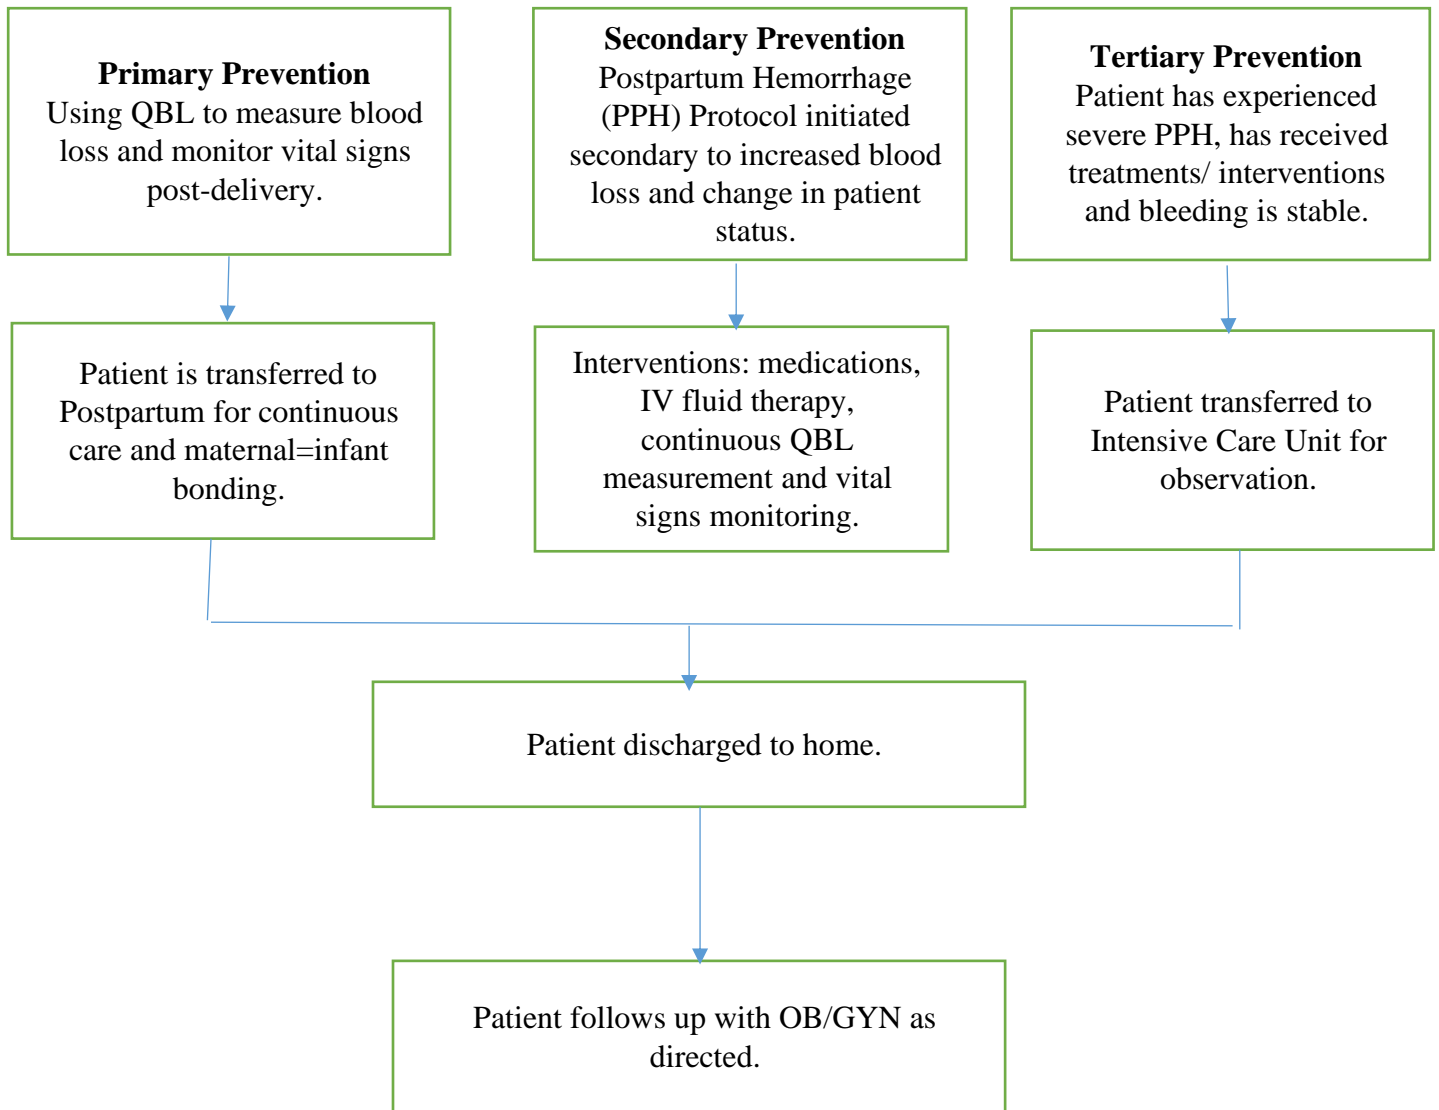 Primary Prevention
Using QBL to measure blood
loss and monitor vital signs
post-delivery.
Secondary Prevention
Postpartum Hemorrhage
(PPH) Protocol initiated
secondary to increased blood
loss and change in patient
status.
Tertiary Prevention
Patient has experienced
severe PPH, has received
treatments/ interventions
and bleeding is stable.
Patient is transferred to
Postpartum for continuous
care and maternal=infant
bonding.
Interventions: medications,
IV fluid therapy,
continuous QBL
measurement and vital
signs monitoring.
Patient transferred to
Intensive Care Unit for
observation.
Patient discharged to home.
Patient follows up with OB/GYN as
directed.